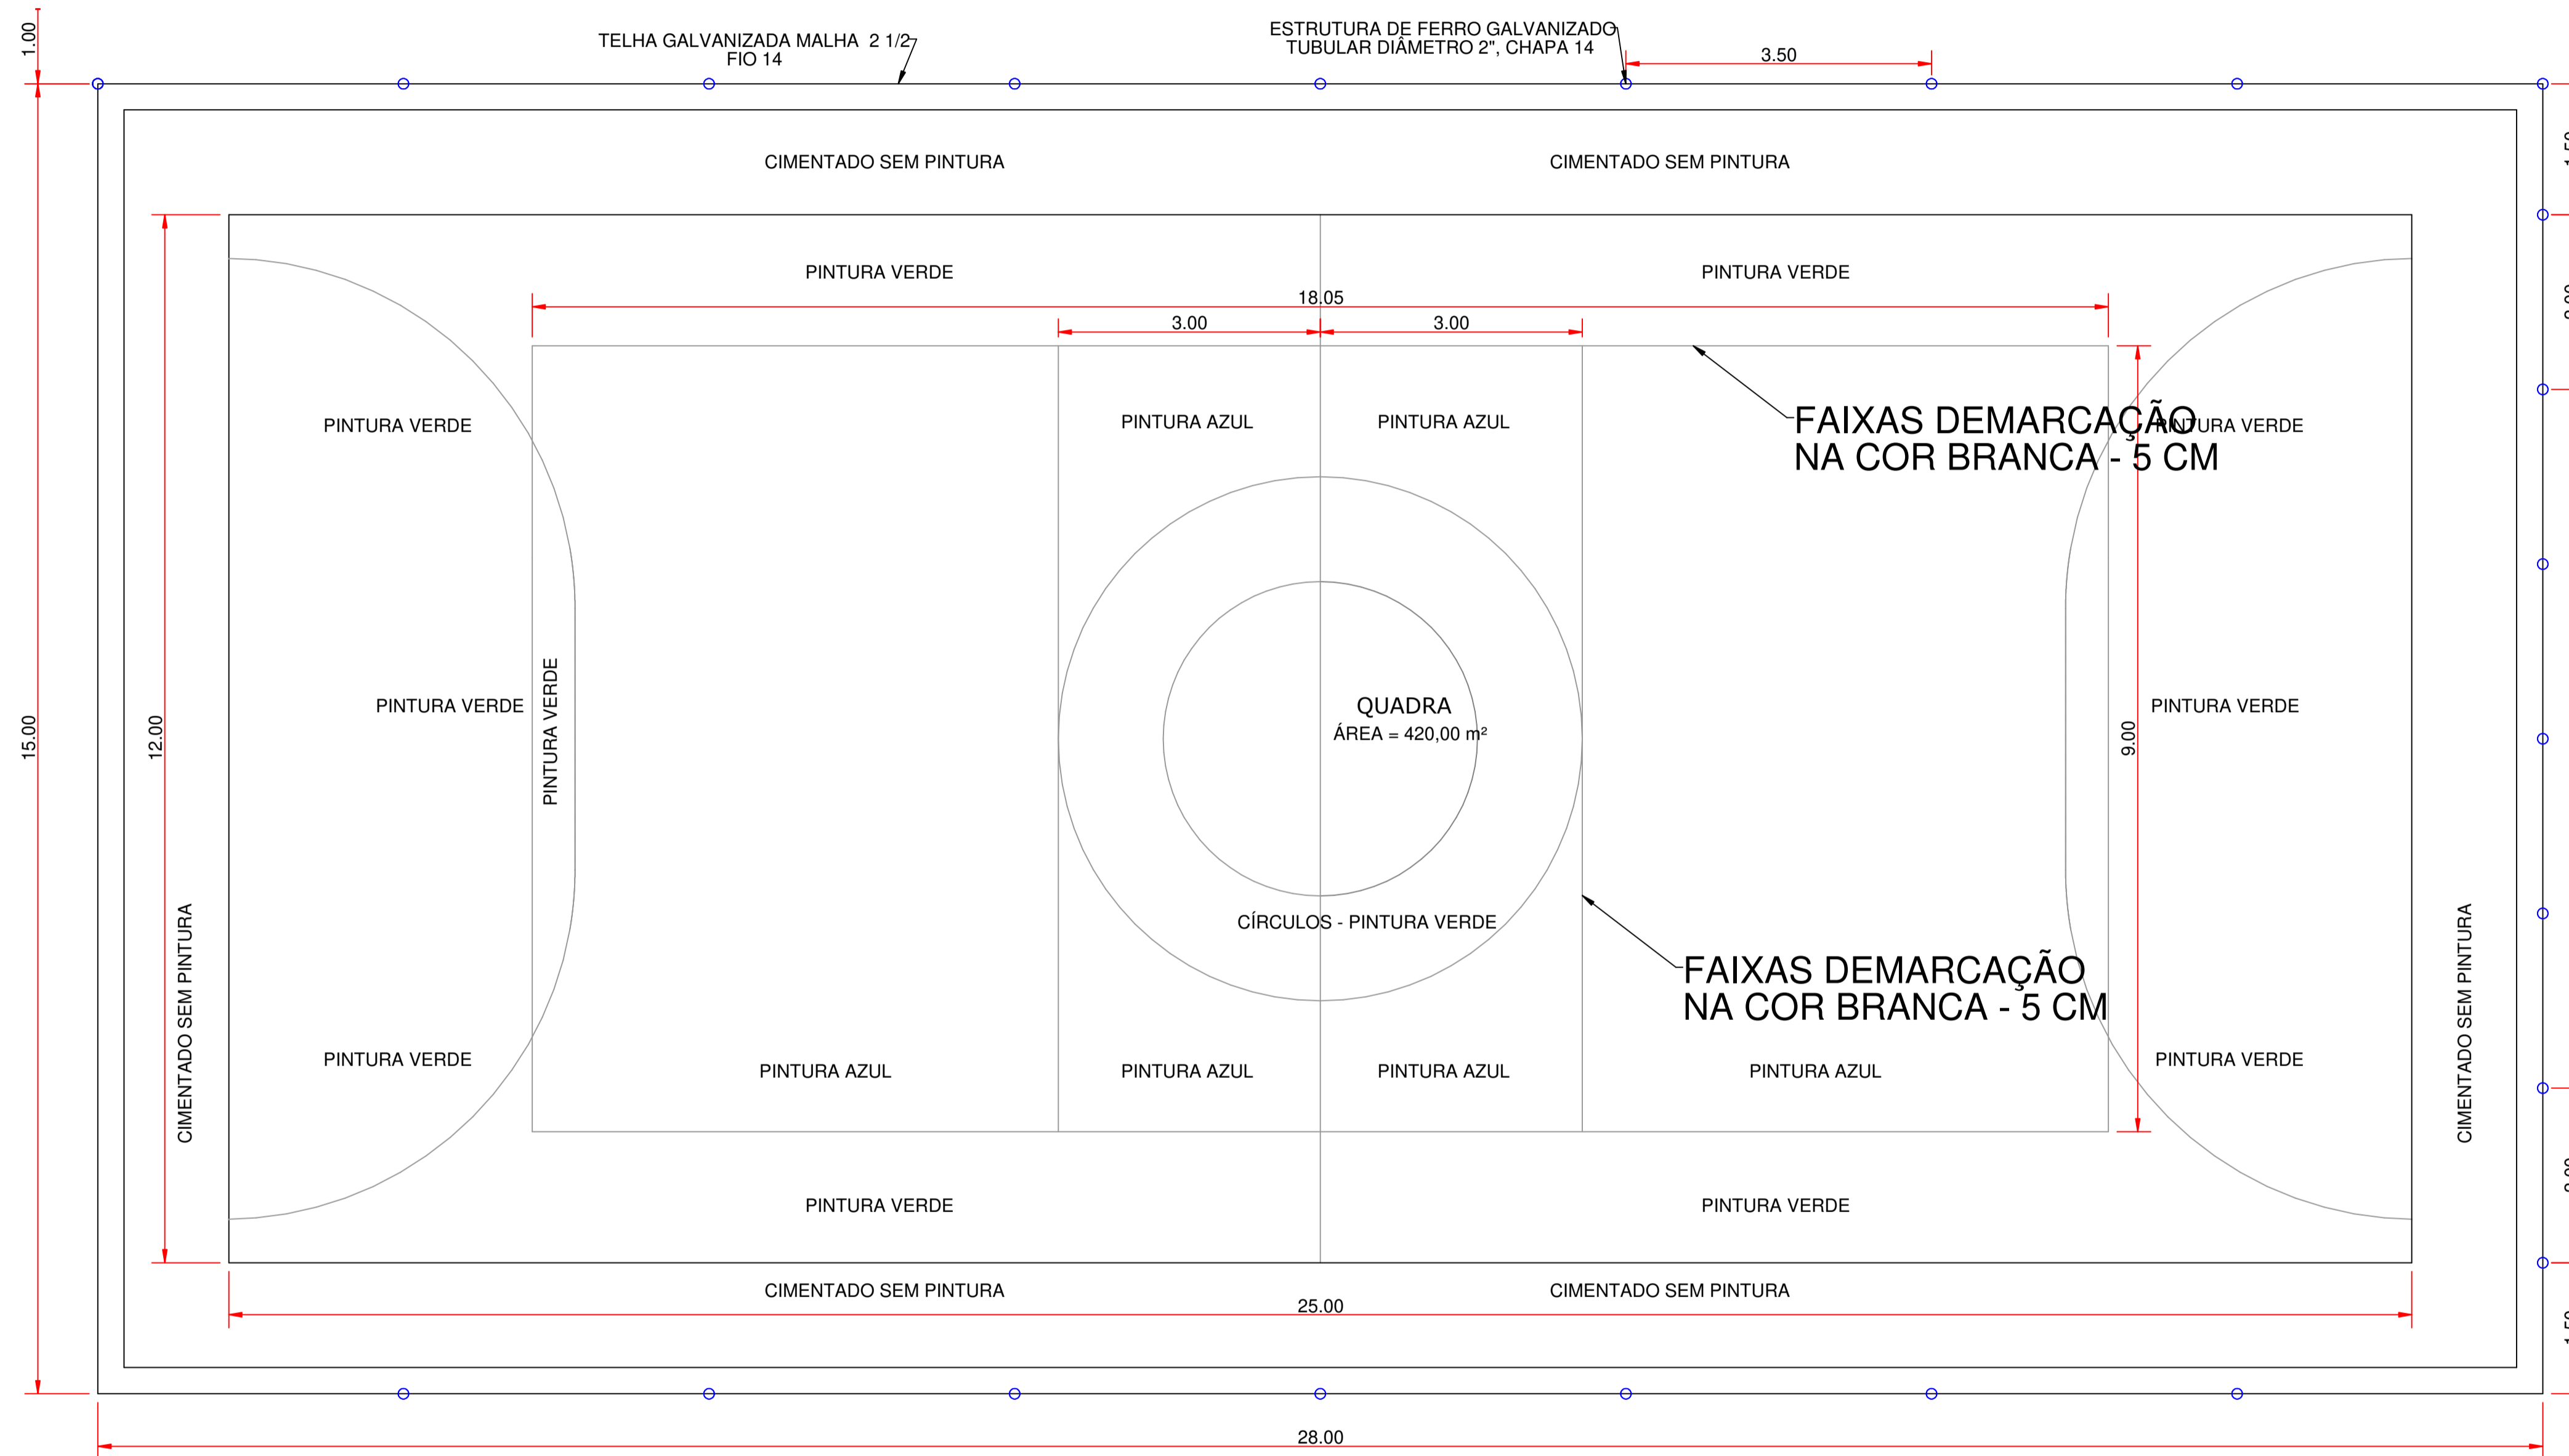 1.00
TELHA GALVANIZADA MALHA 2 1/2
FIO 14
ESTRUTURA DE FERRO GALVANIZADO
TUBULAR DIÂMETRO 2", CHAPA 14
3.50
CIMENTADO SEM PINTURA
CIMENTADO SEM PINTURA
PINTURA VERDE
PINTURA VERDE
18.05
3.00
3.00
PINTURA VERDE
PINTURA AZUL
PINTURA AZUL
FAIXAS DEMARCAÇÃO
NA COR BRANCA - 5 CM
PINTURA VERDE
15.00
12.00
PINTURA VERDE
PINTURA VERDE
QUADRA
ÁREA = 420,00 m²
9.00
PINTURA VERDE
CÍRCULOS - PINTURA VERDE
FAIXAS DEMARCAÇÃO
NA COR BRANCA - 5 CM
CIMENTADO SEM PINTURA
CIMENTADO SEM PINTURA
PINTURA VERDE
PINTURA AZUL
PINTURA AZUL
PINTURA AZUL
PINTURA AZUL
PINTURA VERDE
PINTURA VERDE
PINTURA VERDE
CIMENTADO SEM PINTURA
CIMENTADO SEM PINTURA
25.00
28.00